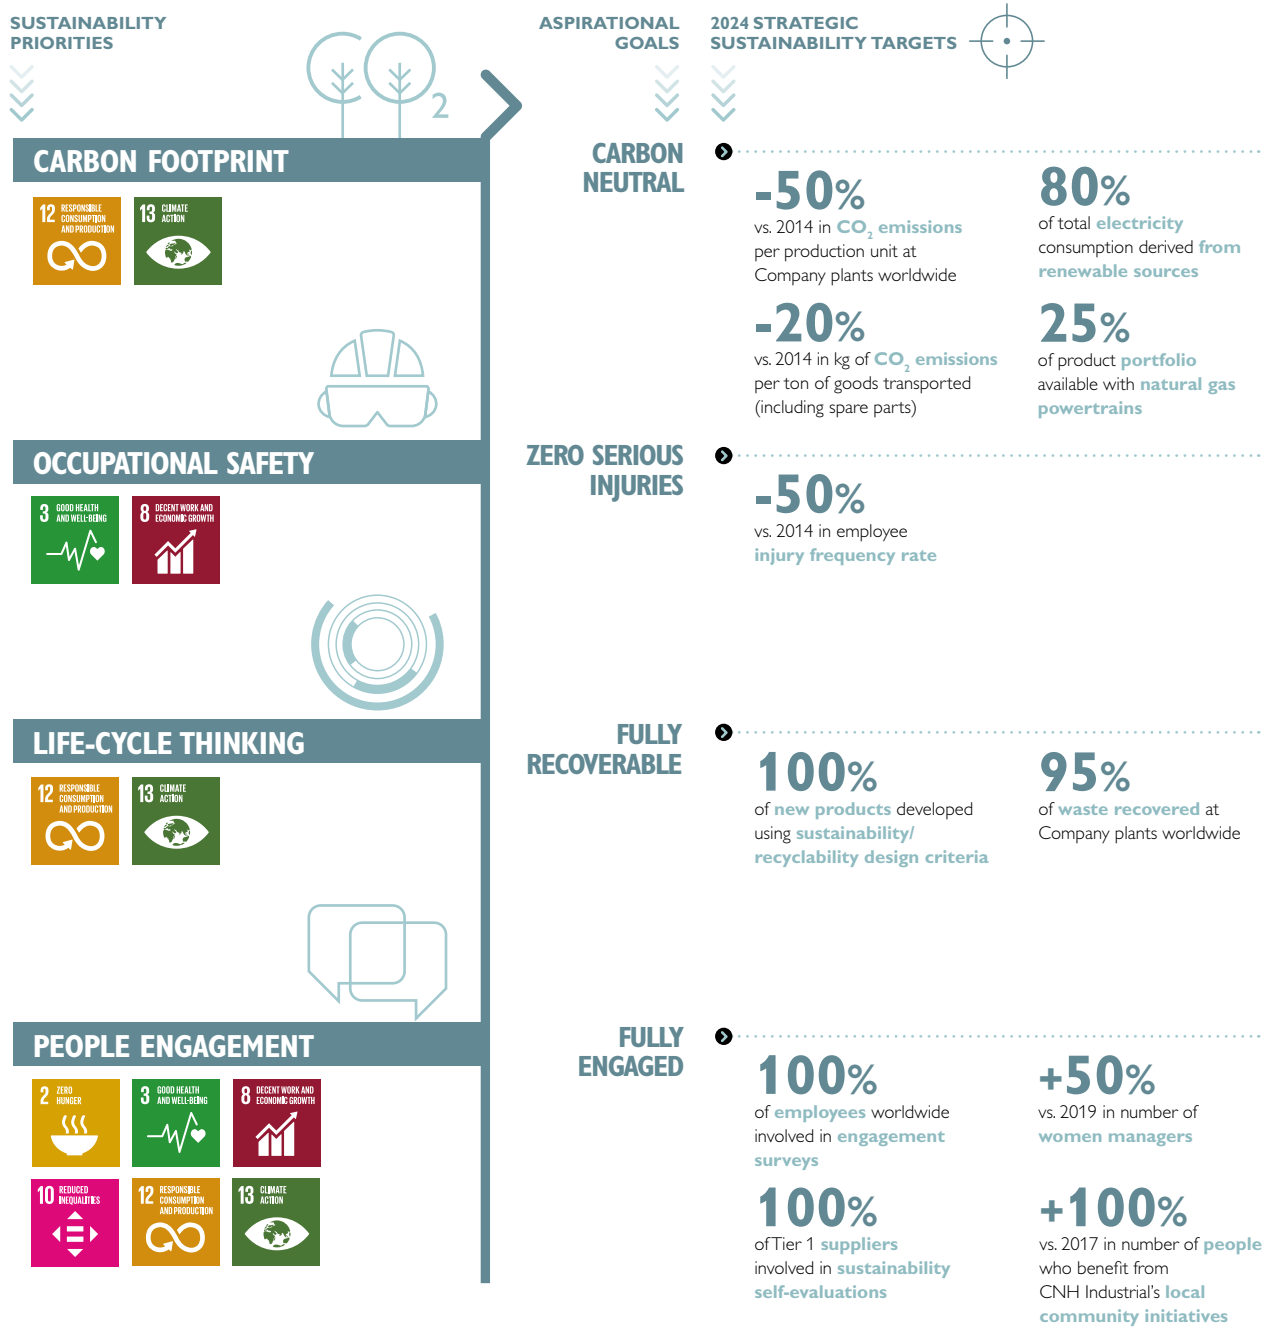 SUSTAINABILITY
PRIORITIES
ASPIRATIONAL
GOALS
2024 STRATEGIC
SUSTAINABILITY TARGETS
2
CARBON FOOTPRINT
12 RESPONSIBLE
CONSUMPTION
AND PRODUCTION
13 CLIMATE
ACTION
CARBON
NEUTRAL
-50%
vs. 2014 in CO2 emissions
per production unit at
Company plants worldwide
80%
of total electricity
consumption derived from
renewable sources
-20%
vs. 2014 in kg of CO2 emissions
per ton of goods transported
(including spare parts)
25%
of product portfolio
available with natural gas
powertrains
OCCUPATIONAL SAFETY
3 GOOD HEALTH
AND WELL-BEING
8 DECENT WORK AND
ECONOMIC GROWTH
ZERO SERIOUS
INJURIES
-50%
vs. 2014 in employee
injury frequency rate
LIFE-CYCLE THINKING
12 RESPONSIBLE
CONSUMPTION
AND PRODUCTION
13 CLIMATE
ACTION
FULLY
RECOVERABLE
100%
of new products developed
using sustainability/
recyclability design criteria
95%
of waste recovered at
Company plants worldwide
PEOPLE ENGAGEMENT
2 ZERO
HUNGER
3 GOOD HEALTH
AND WELL-BEING
8 DECENT WORK AND
ECONOMIC GROWTH
10 REDUCED
INEQUALITIES
12 RESPONSIBLE
CONSUMPTION
AND PRODUCTION
13 CLIMATE
ACTION
FULLY
ENGAGED
100%
of employees worldwide
involved in engagement
surveys
+50%
vs. 2019 in number of
women managers
100%
of Tier 1 suppliers
involved in sustainability
self-evaluations
+100%
vs. 2017 in number of people
who benefit from
CNH Industrial's local
community initiatives